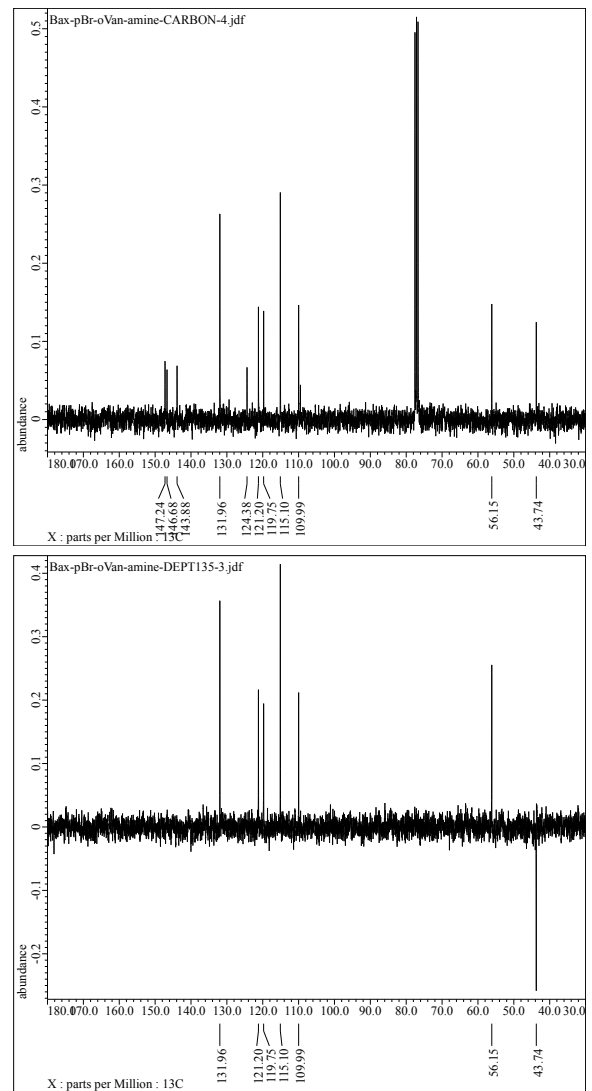 Bax-pBr-oVan-amine-CARBON-4.jdf
abundance
0 0.1 0.2 0.3 0.4 0.5
180.0 170.0 160.0 150.0 140.0 130.0 120.0 110.0 100.0 90.0 80.0 70.0 60.0 50.0 40.0 30.0
147.24 146.68 143.88 131.96 124.38 121.20 119.75 115.10 109.99 56.15 43.74
X : parts per Million : 13C
Bax-pBr-oVan-amine-DEPT135-3.jdf
abundance
-0.2 -0.1 0 0.1 0.2 0.3 0.4
180.0 170.0 160.0 150.0 140.0 130.0 120.0 110.0 100.0 90.0 80.0 70.0 60.0 50.0 40.0 30.0
131.96 121.20 119.75 115.10 109.99 56.15 43.74
X : parts per Million : 13C